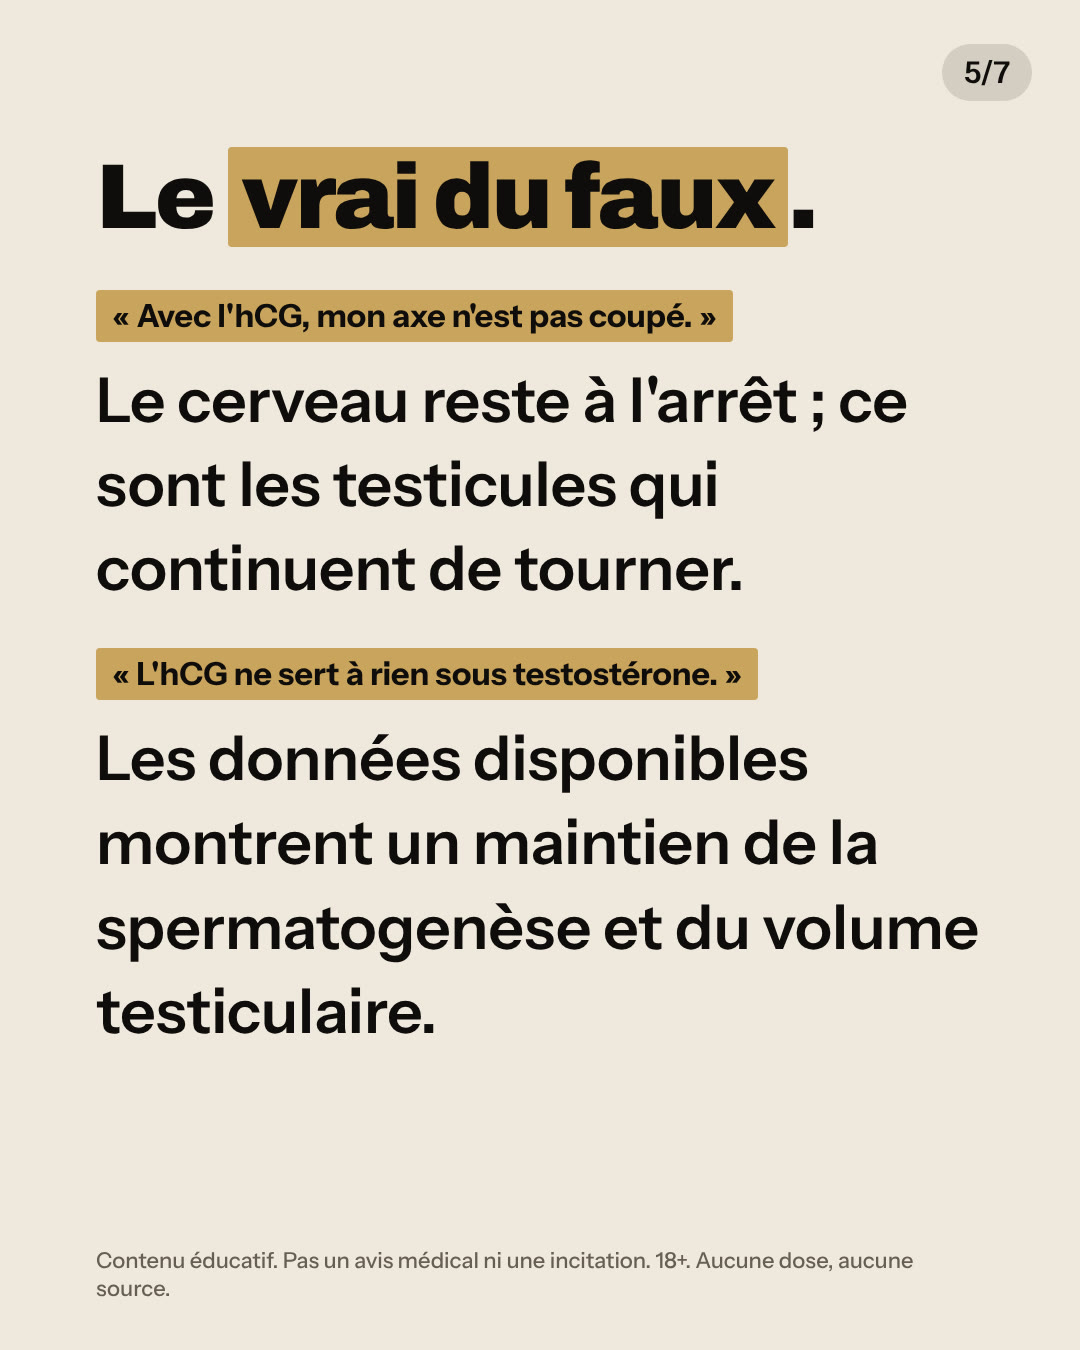 5/7
Le vrai du faux.
« Avec l'hCG, mon axe n'est pas coupé. »
Le cerveau reste à l'arrêt ; ce
sont les testicules qui
continuent de tourner.
« L'hCG ne sert à rien sous testostérone. »
Les données disponibles
montrent un maintien de la
spermatogenèse et du volume
testiculaire.
Contenu éducatif. Pas un avis médical ni une incitation. 18+. Aucune dose, aucune
source.